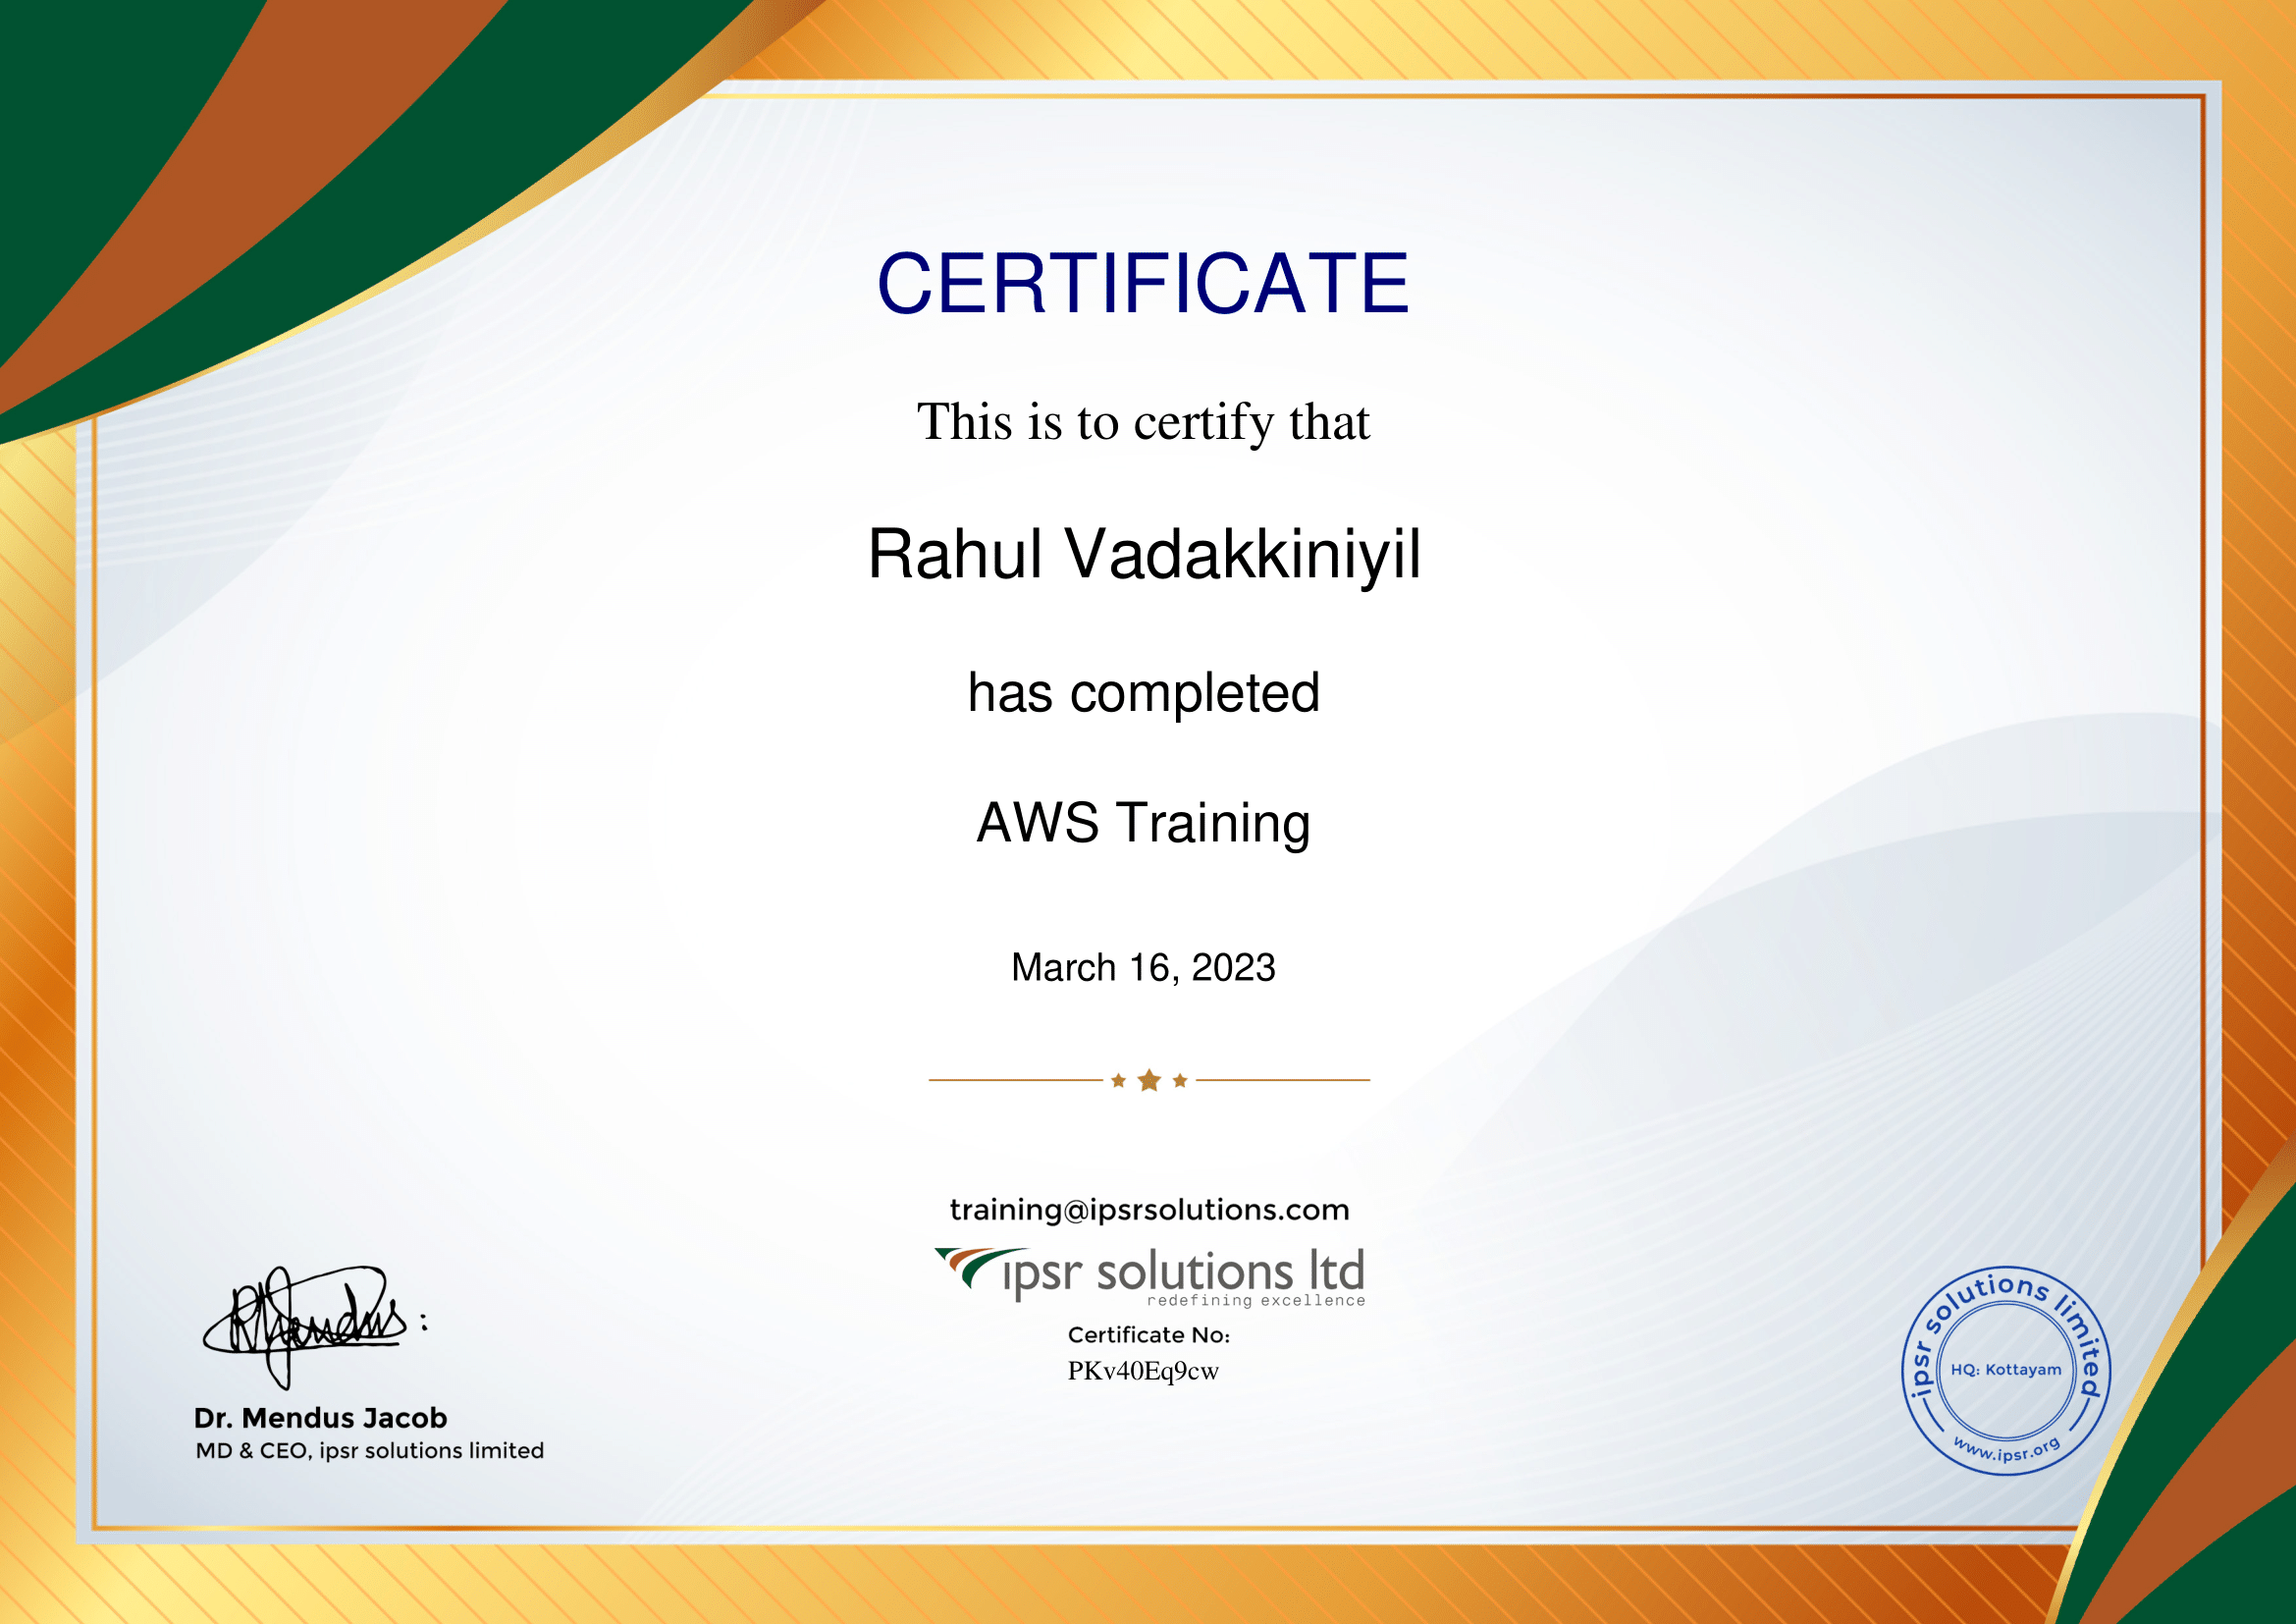 CERTIFICATE
This is to certify that
Rahul Vadakkiniyil
has completed
AWS Training
March 16, 2023
training@ipsrsolutions.com
ipsr solutions ltd
redefining excellence
Certificate No:
PKv40Eq9cw
Dr. Mendus Jacob
MD & CEO, ipsr solutions limited
ipsr solutions limited
HQ: Kottayam
www.ipsr.org